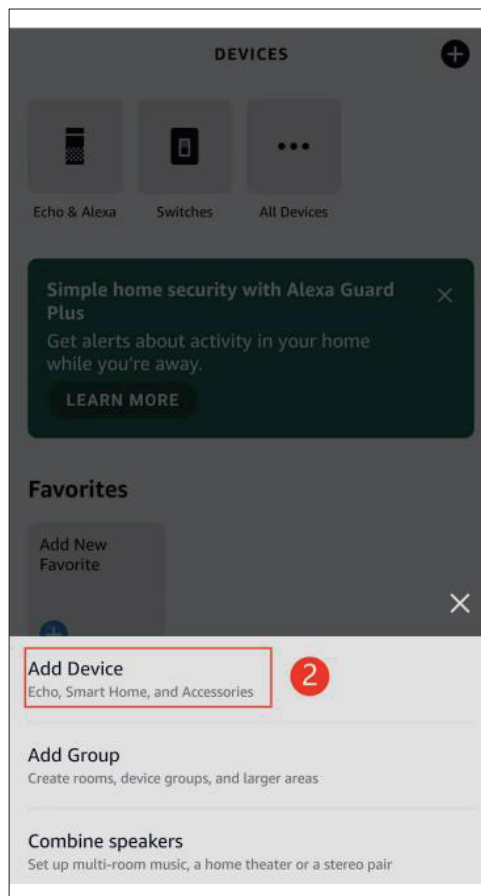 DEVICES
Echo & Alexa
Switches
All Devices
Simple home security with Alexa Guard
Plus
Get alerts about activity in your home
while you're away.
LEARN MORE
Favorites
Add New
Favorite
Add Device
Echo, Smart Home, and Accessories
2
Add Group
Create rooms, device groups, and larger areas
Combine speakers
Set up multi-room music, a home theater or a stereo pair